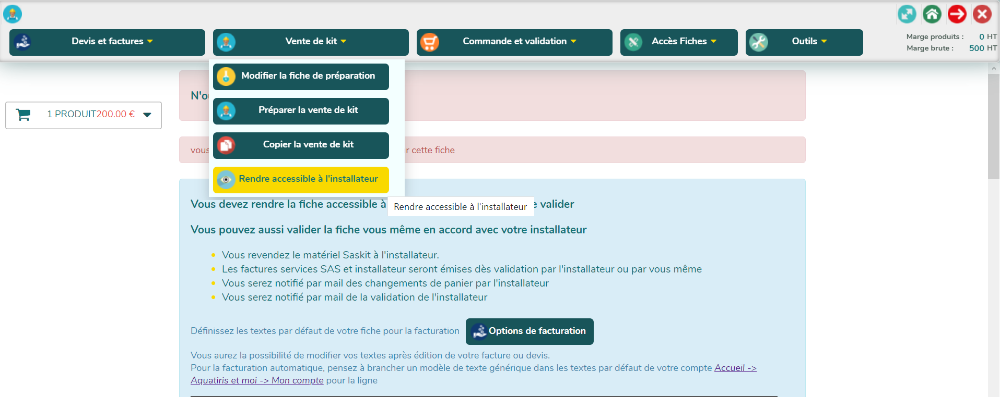 Devis et factures
Vente de kit
Commande et validation
Accès Fiches
Outils
Marge produits : 0 HT
Marge brute : 500 HT
Modifier la fiche de préparation
Préparer la vente de kit
Copier la vente de kit
Rendre accessible à l'installateur
Rendre accessible à l'installateur
1 PRODUIT200.00 €
vous
cette fiche
Vous devez rendre la fiche accessible à valider
Vous pouvez aussi valider la fiche vous même en accord avec votre installateur
Vous revendez le matériel Saskit à l'installateur.
Les factures services SAS et installateur seront émises dès validation par l'installateur ou par vous même
Vous serez notifié par mail des changements de panier par l'installateur
Vous serez notifié par mail de la validation de l'installateur
Définissez les textes par défaut de votre fiche pour la facturation
Options de facturation
Vous aurez la possibilité de modifier vos textes après édition de votre facture ou devis.
Pour la facturation automatique, pensez à brancher un modèle de texte générique dans les textes par défaut de votre compte Accueil ->
Aquatiris et moi -> Mon compte pour la ligne